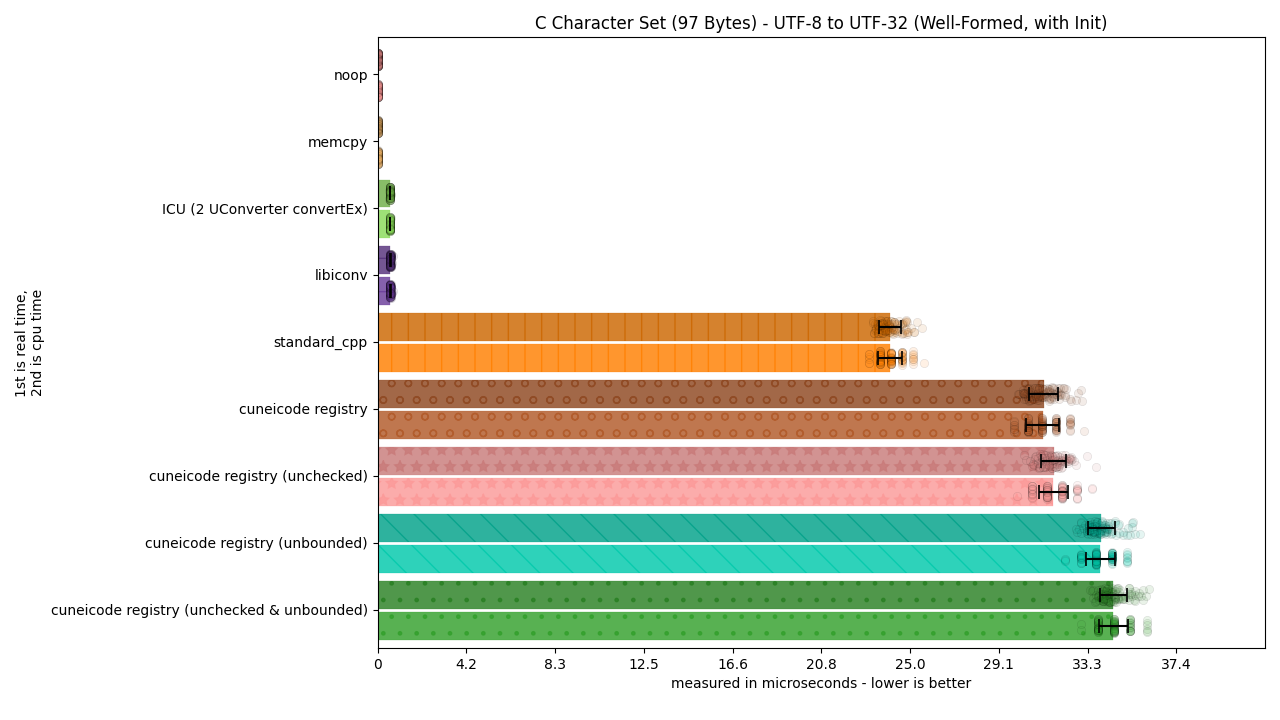 C Character Set (97 Bytes) - UTF-8 to UTF-32 (Well-Formed, with Init)
1st is real time,
2nd is cpu time
noop
memcpy
ICU (2 UConverter convertEx)
libiconv
standard_cpp
cuneicode registry
cuneicode registry (unchecked)
cuneicode registry (unbounded)
cuneicode registry (unchecked & unbounded)
0 4.2 8.3 12.5 16.6 20.8 25.0 29.1 33.3 37.4
measured in microseconds - lower is better